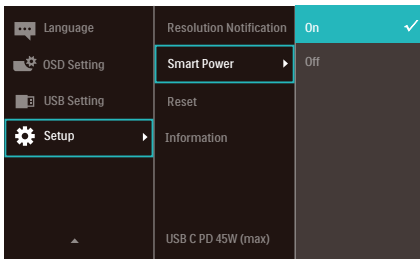 Language
OSD Setting
USB Setting
Setup
Resolution Notification
Smart Power
Reset
Information
USB C PD 45W (max)
On
Off